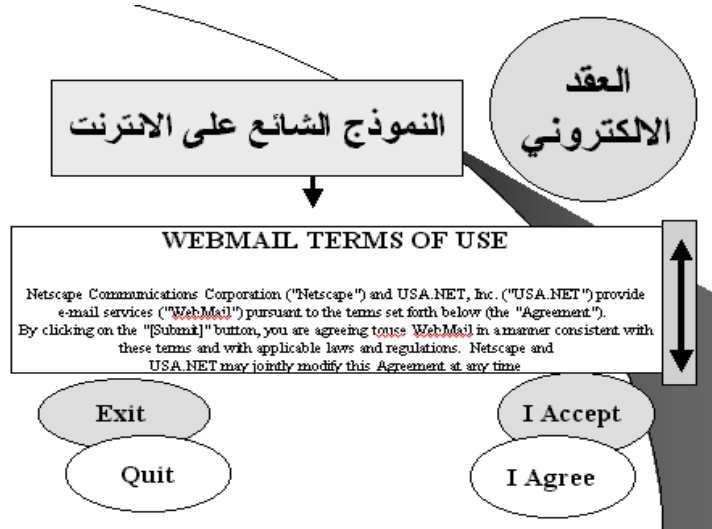 العقد
الالكتروني
النموذج الشائع على الانترنت
WEBMAIL TERMS OF USE
Netscape Communications Corporation ("Netscape") and USA.NET, Inc. ("USA.NET") provide
e-mail services ("WebMail") pursuant to the terms set forth below (the "Agreement").
By clicking on the "[Submit]" button, you are agreeing touse WebMail in a manner consistent with
these terms and with applicable laws and regulations. Netscape and
USA.NET may jointly modify this Agreement at any time
Exit
I Accept
Quit
I Agree